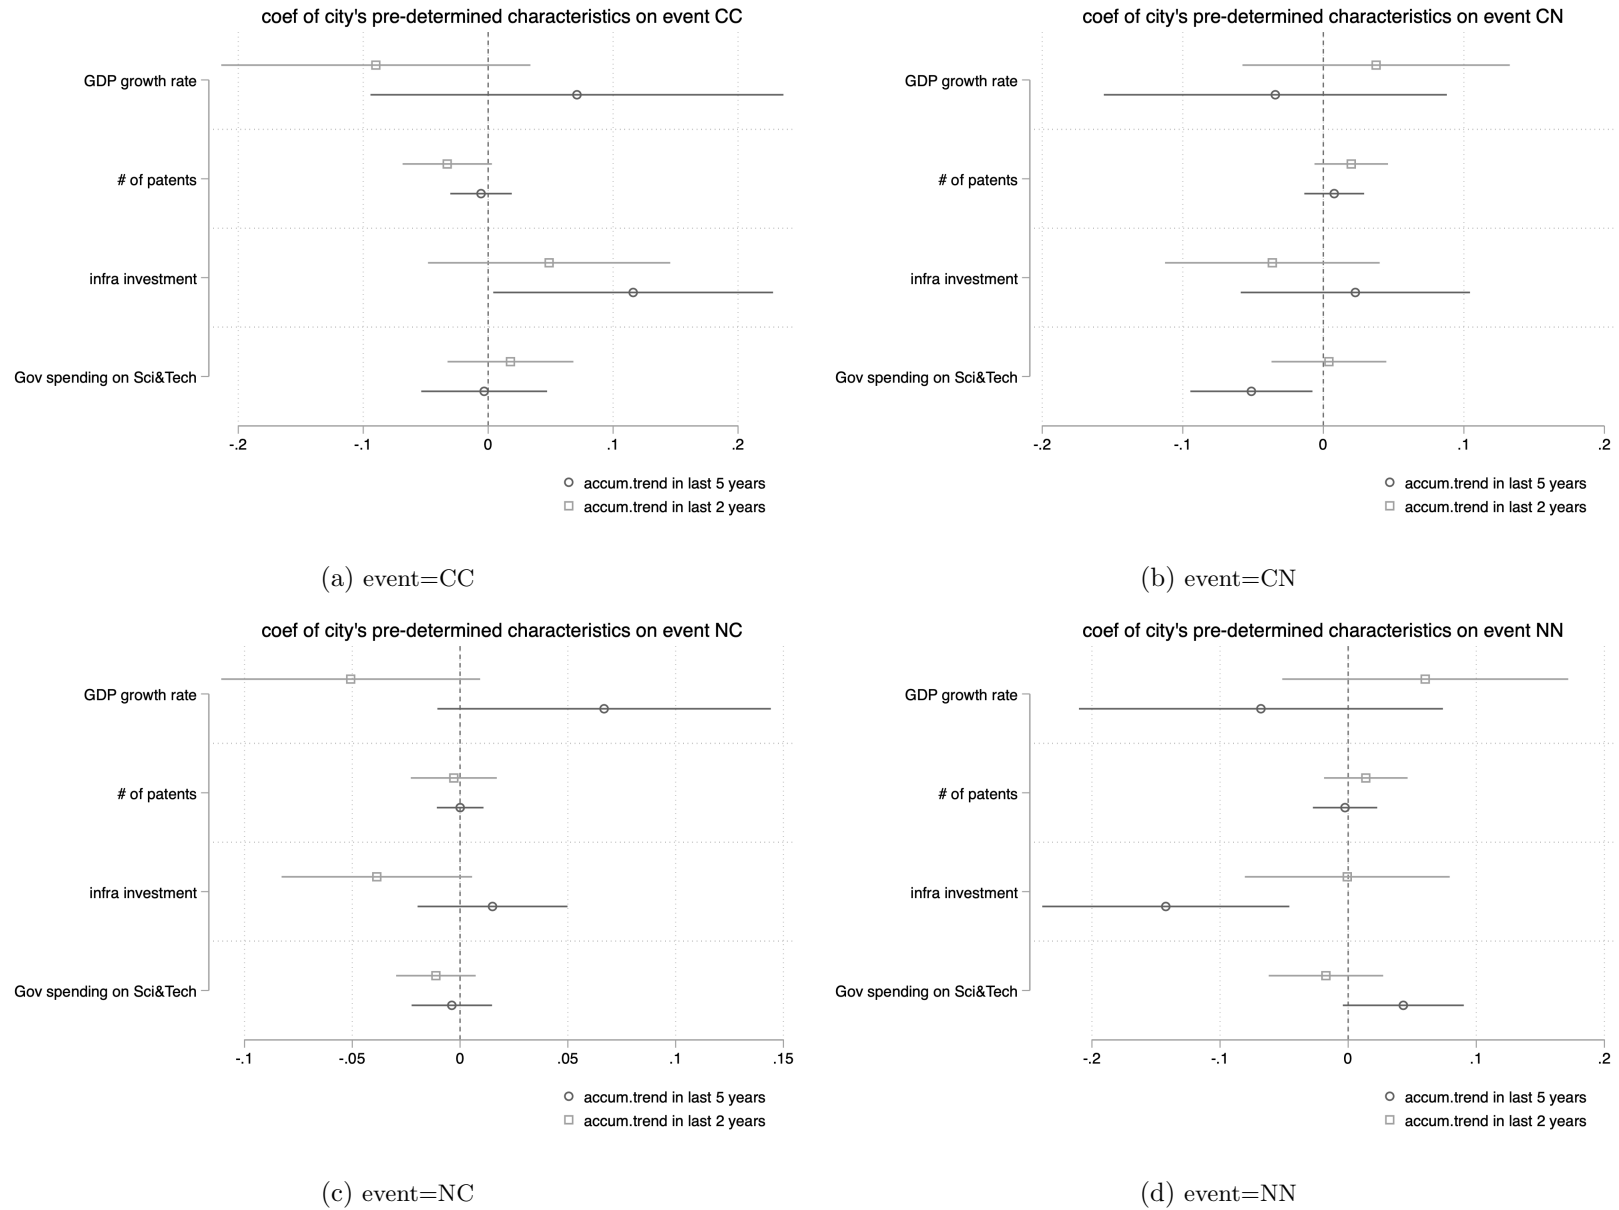 coef of city's pre-determined characteristics on event CC
GDP growth rate
# of patents
infra investment
Gov spending on Sci&Tech
-.2 -.1 0 .1 .2
accum.trend in last 5 years
accum.trend in last 2 years
(a) event=CC
coef of city's pre-determined characteristics on event CN
GDP growth rate
# of patents
infra investment
Gov spending on Sci&Tech
-.2 -.1 0 .1 .2
accum.trend in last 5 years
accum.trend in last 2 years
(b) event=CN
coef of city's pre-determined characteristics on event NC
GDP growth rate
# of patents
infra investment
Gov spending on Sci&Tech
-.1 -.05 0 .05 .1 .15
accum.trend in last 5 years
accum.trend in last 2 years
(c) event=NC
coef of city's pre-determined characteristics on event NN
GDP growth rate
# of patents
infra investment
Gov spending on Sci&Tech
-.2 -.1 0 .1 .2
accum.trend in last 5 years
accum.trend in last 2 years
(d) event=NN